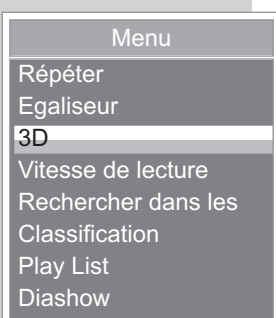 Menu
Répéter
Egaliseur
3D
Vitesse de lecture
Rechercher dans les
Classification
Play List
Diashow